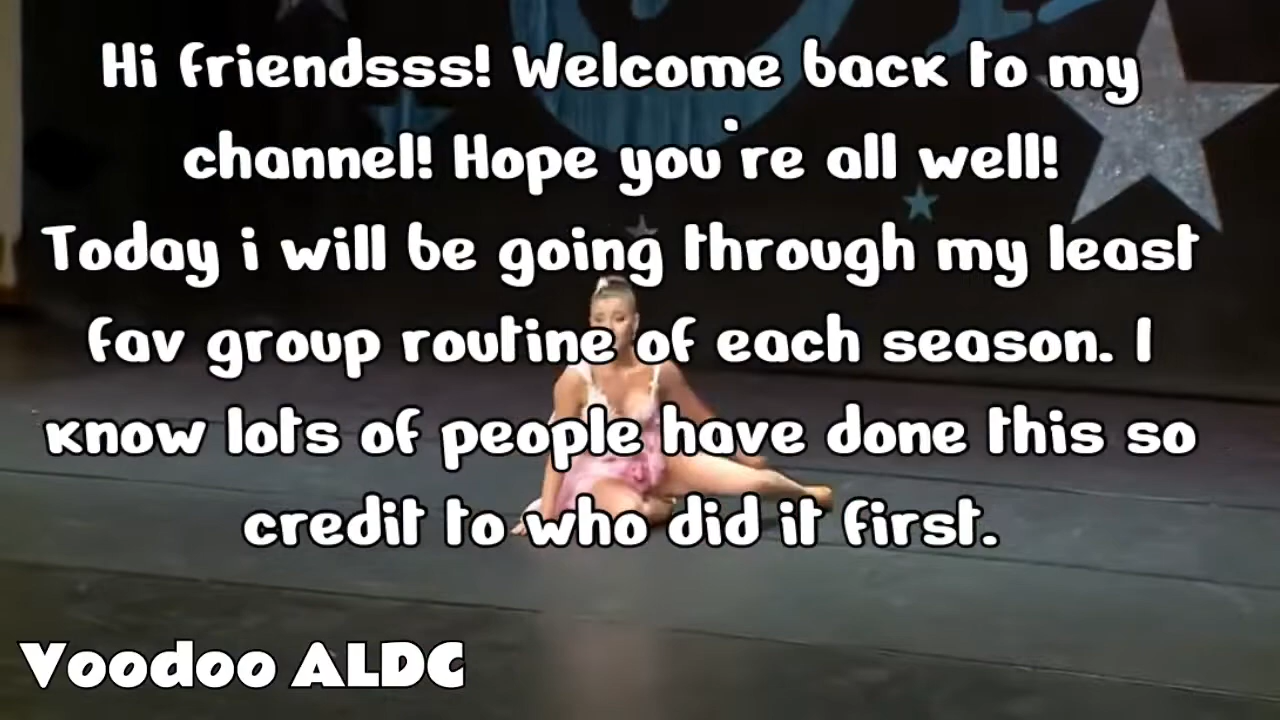 Hi friendsss! Welcome back to my
channel! Hope you're all well!
Today i will be going through my least
fav group routine of each season. I
know lots of people have done this so
credit to who did it first.
Voodoo ALDC